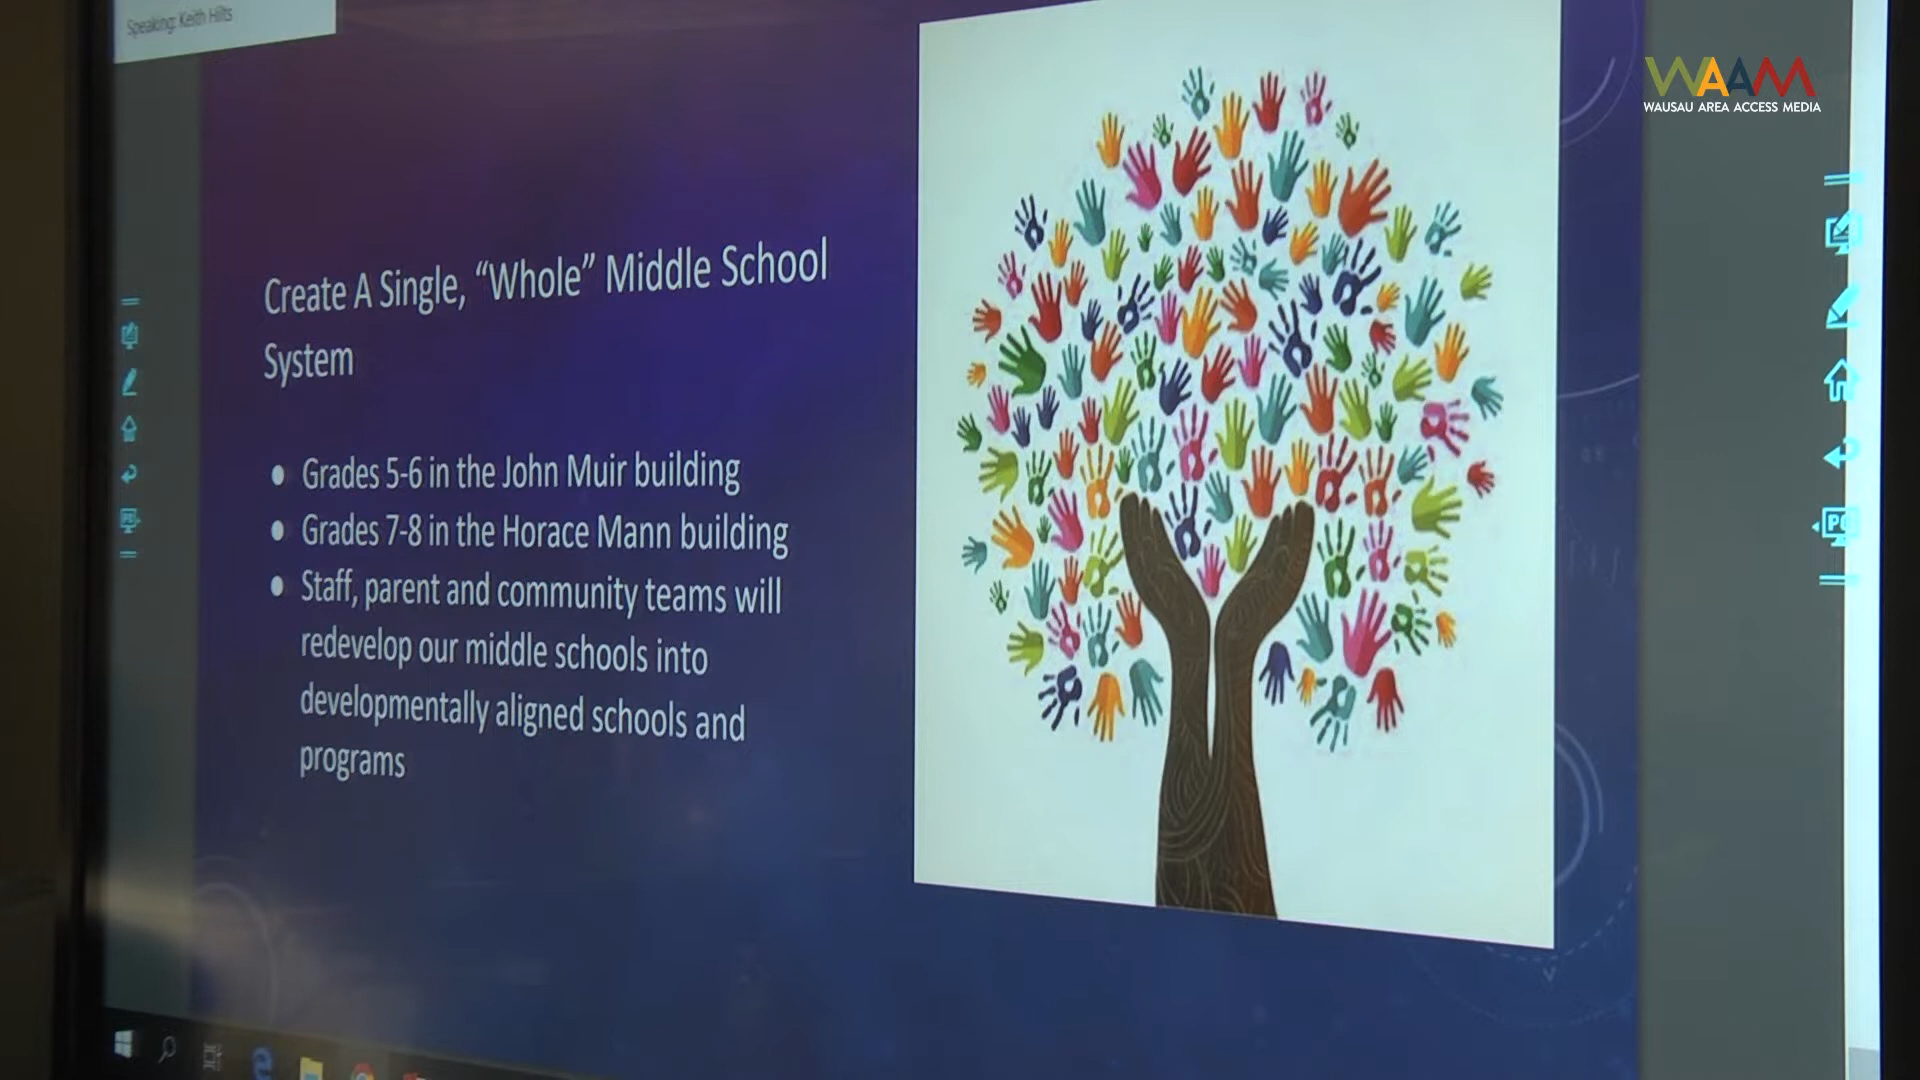 Speaking: Keith Hilts
WAAM
WAUSAU AREA ACCESS MEDIA
Create A Single, “Whole” Middle School
System
● Grades 5-6 in the John Muir building
● Grades 7-8 in the Horace Mann building
● Staff, parent and community teams will
redevelop our middle schools into
developmentally aligned schools and
programs